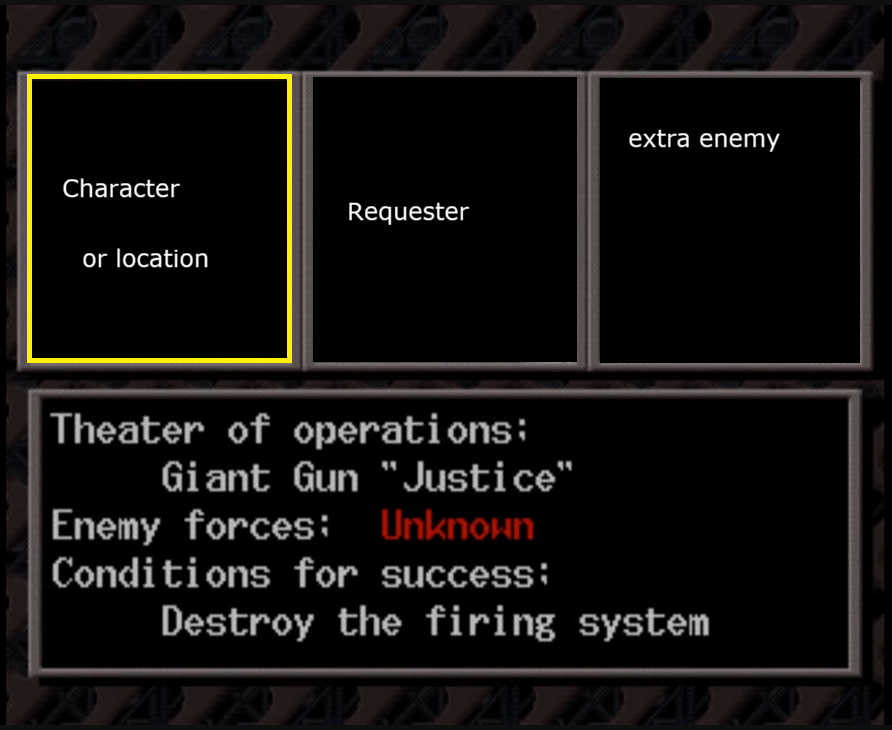 Character
or location
Requester
extra enemy
Theater of operations;
Giant Gun "Justice"
Enemy forces; Unknown
Conditions for success;
Destroy the firing system